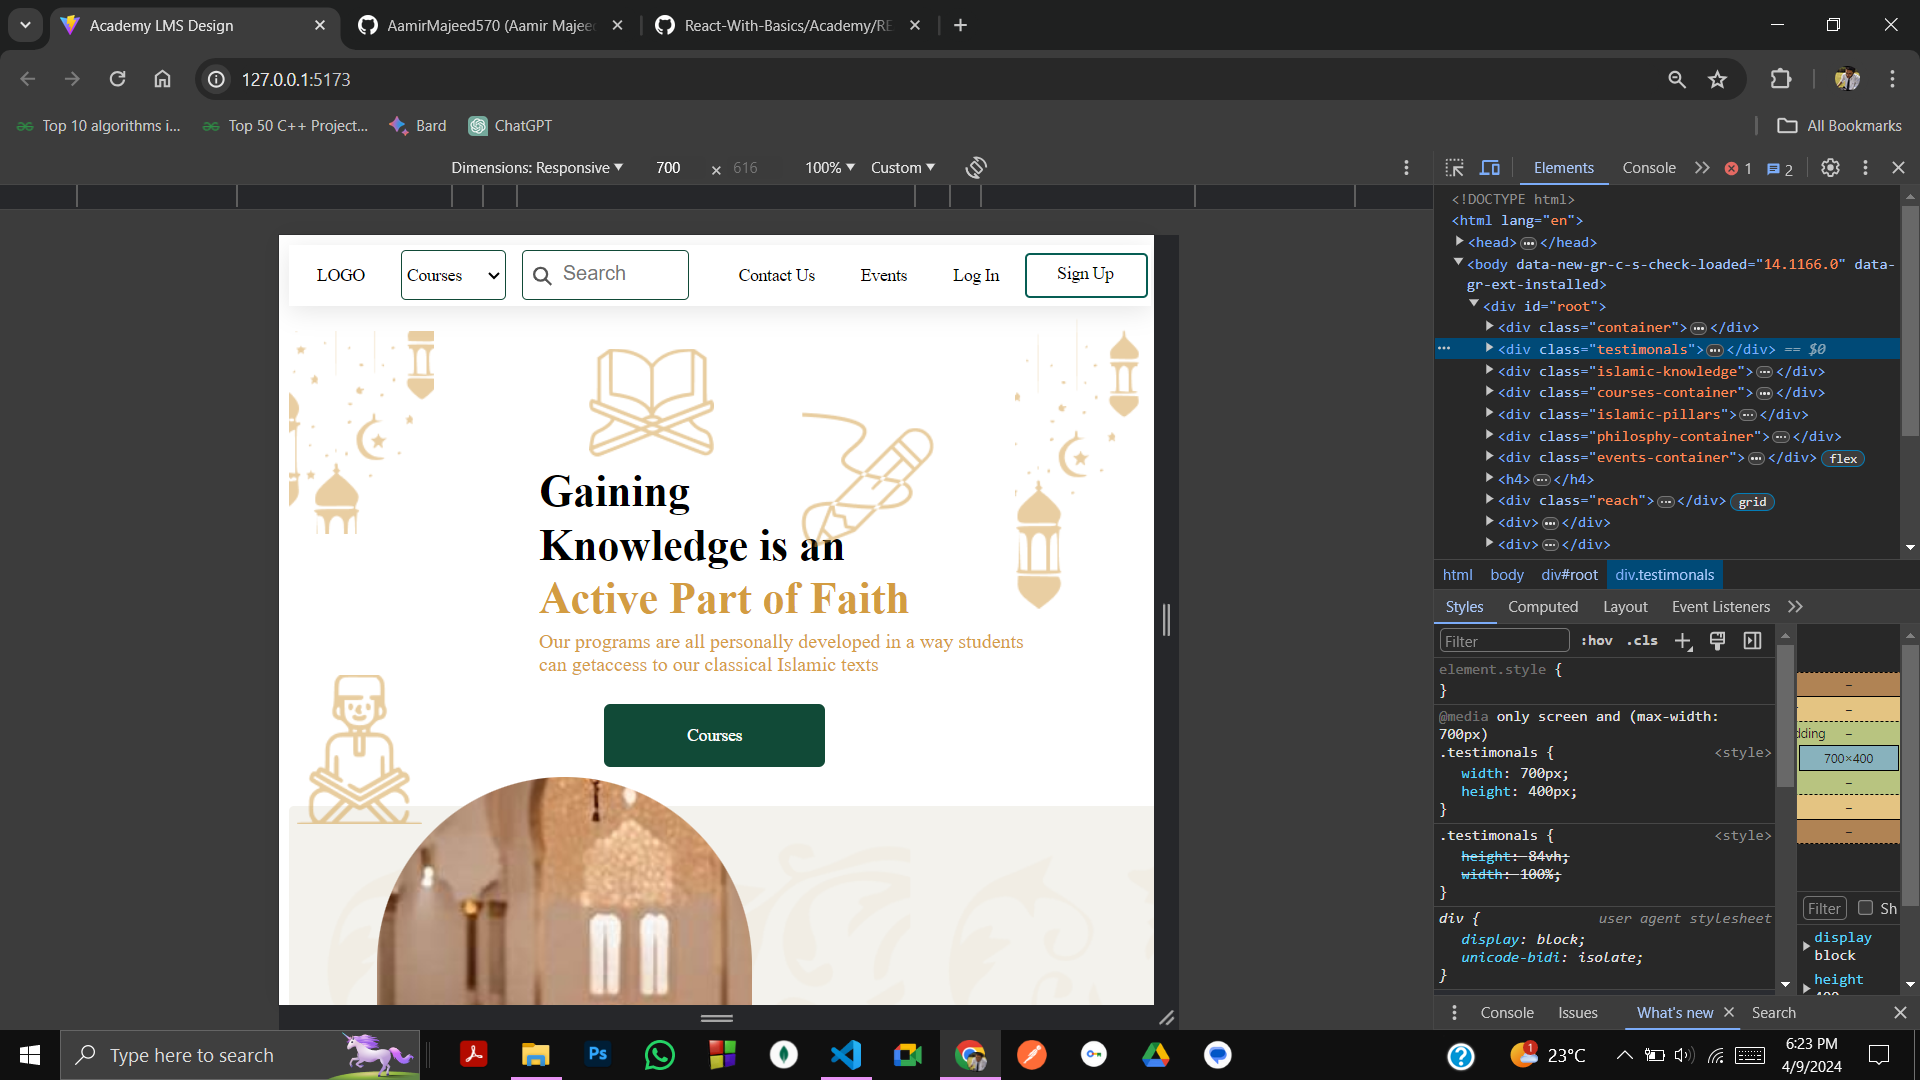 Academy LMS Design
AamirMajeed570 (Aamir Majee
React-With-Basics/Academy/RE
127.0.0.1:5173
Top 10 algorithms i...
Top 50 C++ Project...
Bard
ChatGPT
All Bookmarks
Dimensions: Responsive
700
×
616
100%
Custom
Elements
Console
1
2
LOGO
Courses
Search
Contact Us
Events
Log In
Sign Up
Gaining
Knowledge is an
Active Part of Faith
Our programs are all personally developed in a way students
can getaccess to our classical Islamic texts
Courses
<!DOCTYPE html>
<html lang="en">
<head> ... </head>
<body data-new-gr-c-s-check-loaded="14.1166.0" data-
gr-ext-installed>
<div id="root">
<div class="container"> ... </div>
<div class="testimonals"> ... </div> == $0
<div class="islamic-knowledge"> ... </div>
<div class="courses-container"> ... </div>
<div class="islamic-pillars"> ... </div>
<div class="philosphy-container"> ... </div>
<div class="events-container"> ... </div> flex
<h4> ... </h4>
<div class="reach"> ... </div> grid
<div> ... </div>
<div> ... </div>
html
body
div#root
div.testimonals
Styles
Computed
Layout
Event Listeners
Filter
:hov
.cls
element.style {
}
@media only screen and (max-width:
700px)
.testimonals { <style>
width: 700px;
height: 400px;
}
.testimonals { <style>
height: 84vh;
width: 100%;
}
div { user agent stylesheet
display: block;
unicode-bidi: isolate;
}
–
–
dding –
700×400
–
–
–
Filter
Sh
display
block
height
Console
Issues
What's new
Search
Type here to search
Ps
1
23°C
6:23 PM
4/9/2024